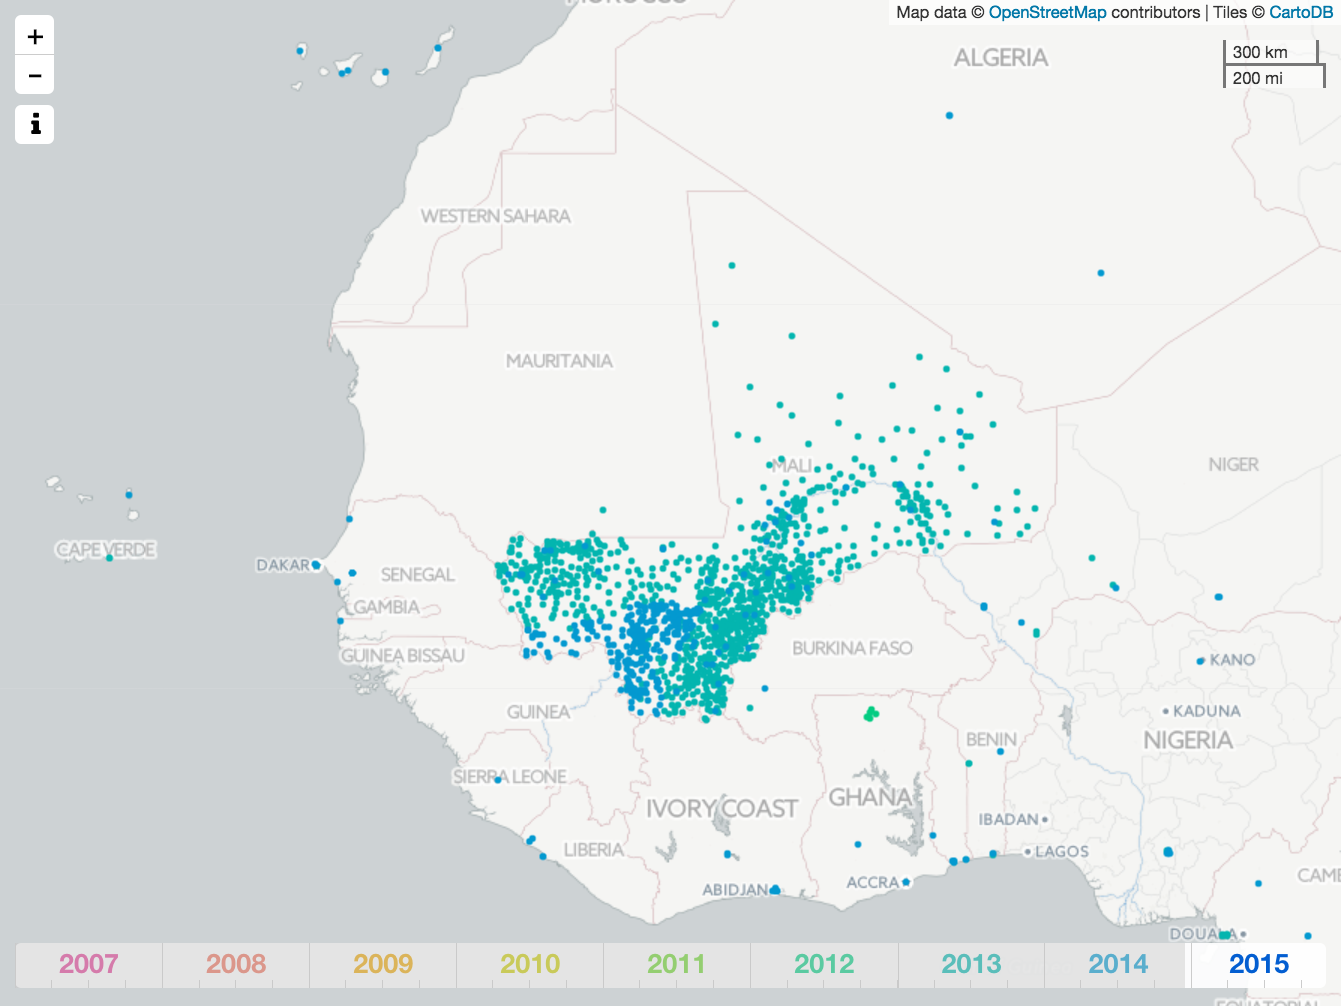 MOROCCO
Map data © OpenStreetMap contributors | Tiles © CartoDB
+
−
i
300 km
200 mi
ALGERIA
WESTERN SAHARA
MAURITANIA
MALI
NIGER
CAPE VERDE
DAKAR
SENEGAL
GAMBIA
GUINEA BISSAU
BURKINA FASO
KANO
GUINEA
KADUNA
BENIN
NIGERIA
SIERRA LEONE
IVORY COAST
GHANA
IBADAN
LIBERIA
LAGOS
ABIDJAN
ACCRA
CAME
DOUALA
2007 2008 2009 2010 2011 2012 2013 2014 2015
EQUATORIAL